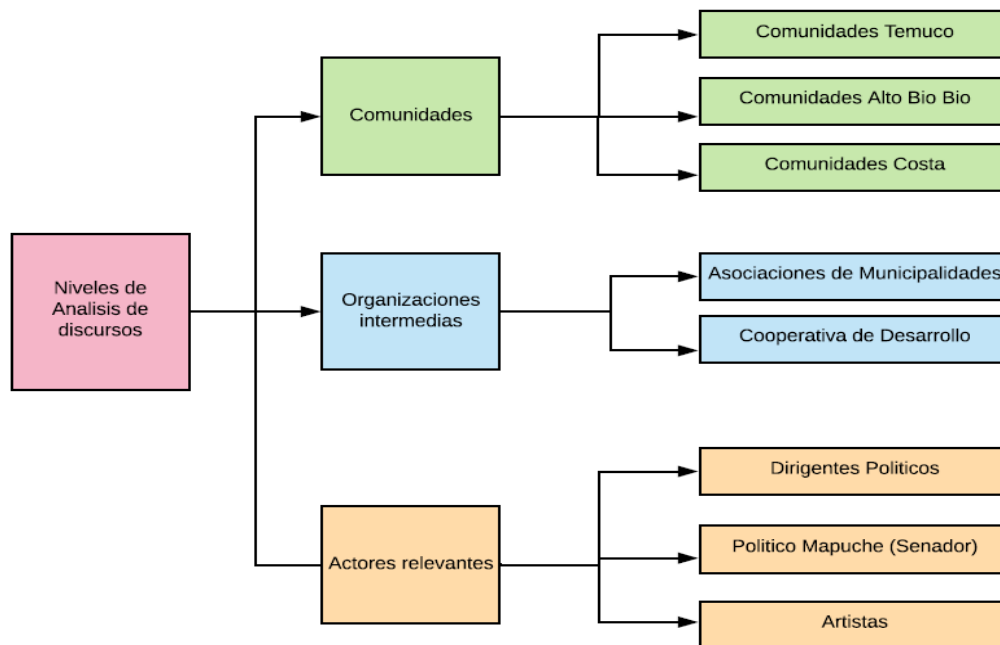 Niveles de
Analisis de
discursos
Comunidades
Comunidades Temuco
Comunidades Alto Bio Bio
Comunidades Costa
Organizaciones
intermedias
Asociaciones de Municipalidades
Cooperativa de Desarrollo
Actores relevantes
Dirigentes Politicos
Politico Mapuche (Senador)
Artistas